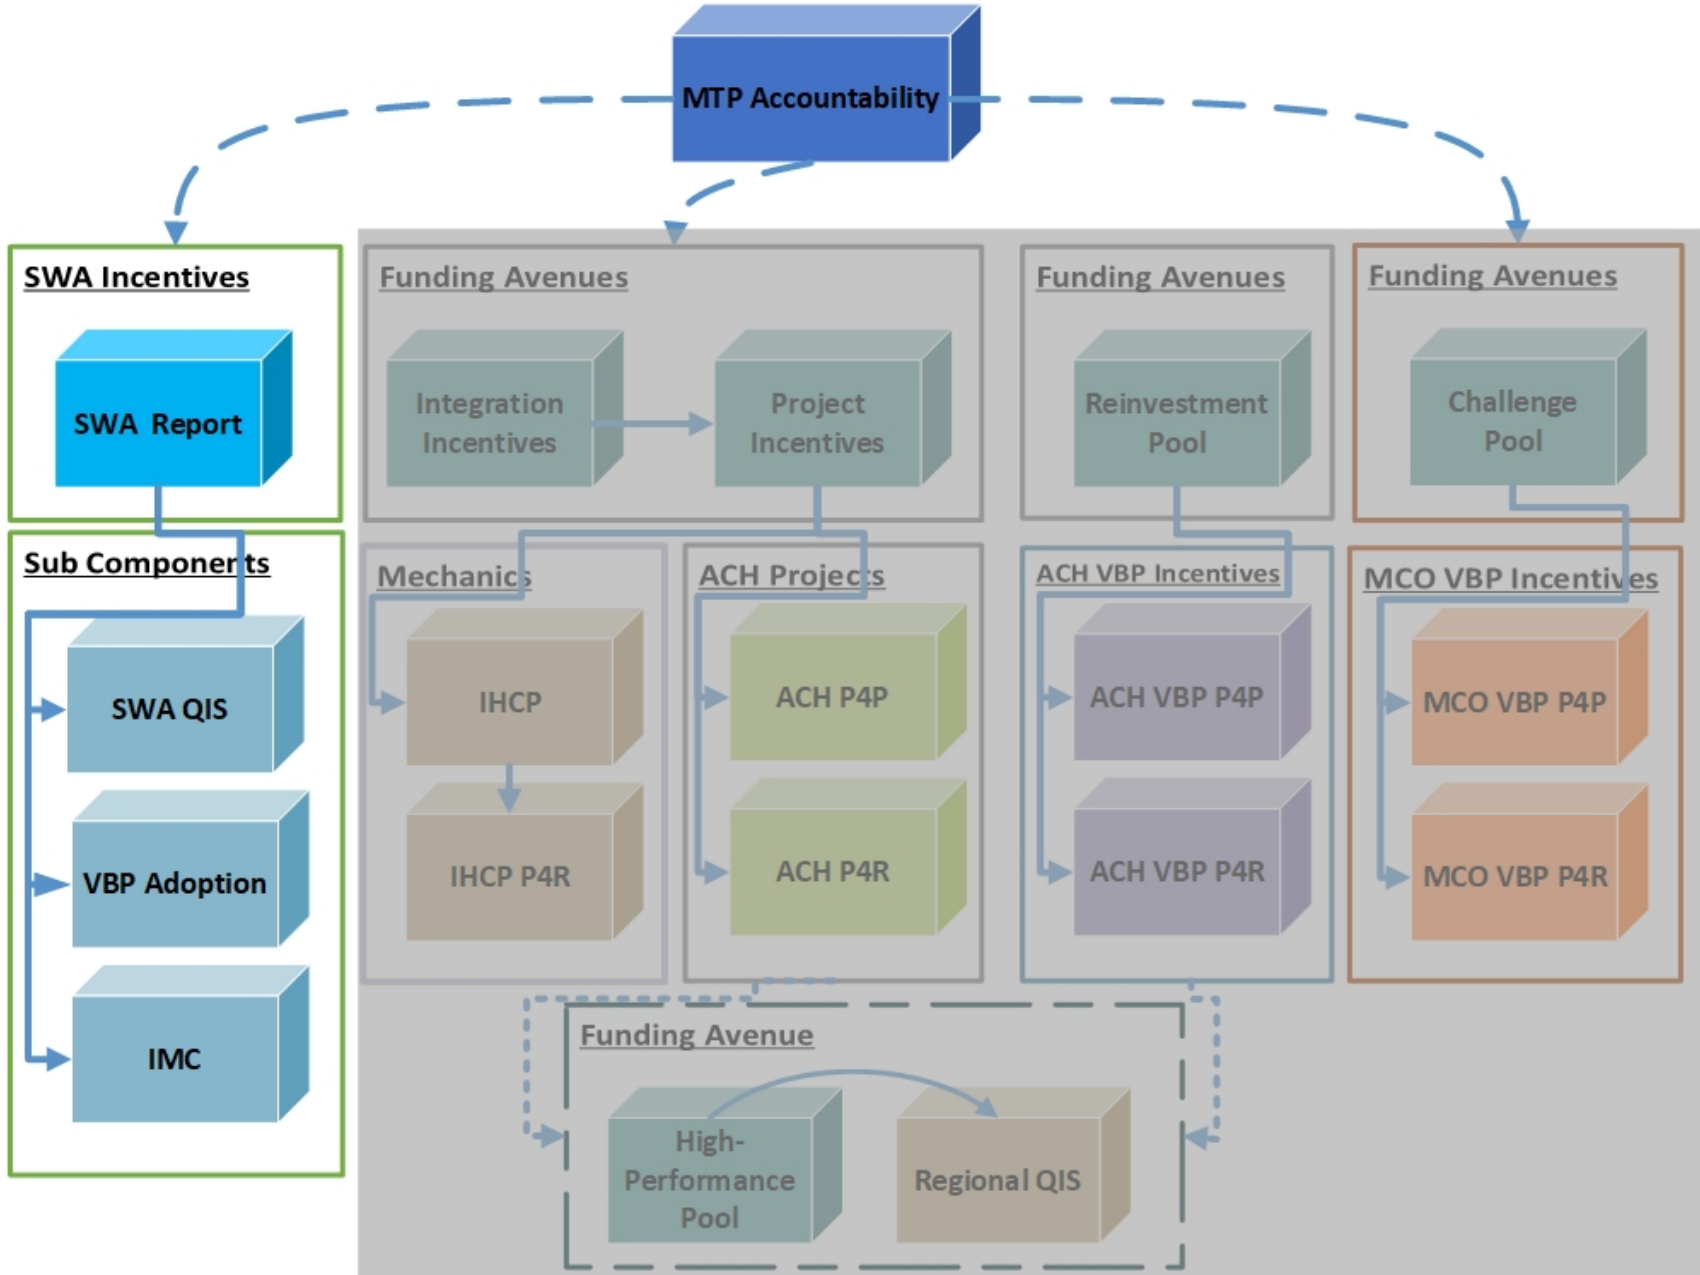 MTP Accountability
SWA Incentives
SWA Report
Sub Components
SWA QIS
VBP Adoption
IMC
Funding Avenues
Integration
Incentives
Project
Incentives
Mechanics
IHCP
IHCP P4R
ACH Projects
ACH P4P
ACH P4R
Funding Avenues
Reinvestment
Pool
ACH VBP Incentives
ACH VBP P4P
ACH VBP P4R
Funding Avenues
Challenge
Pool
MCO VBP Incentives
MCO VBP P4P
MCO VBP P4R
Funding Avenue
High-
Performance
Pool
Regional QIS